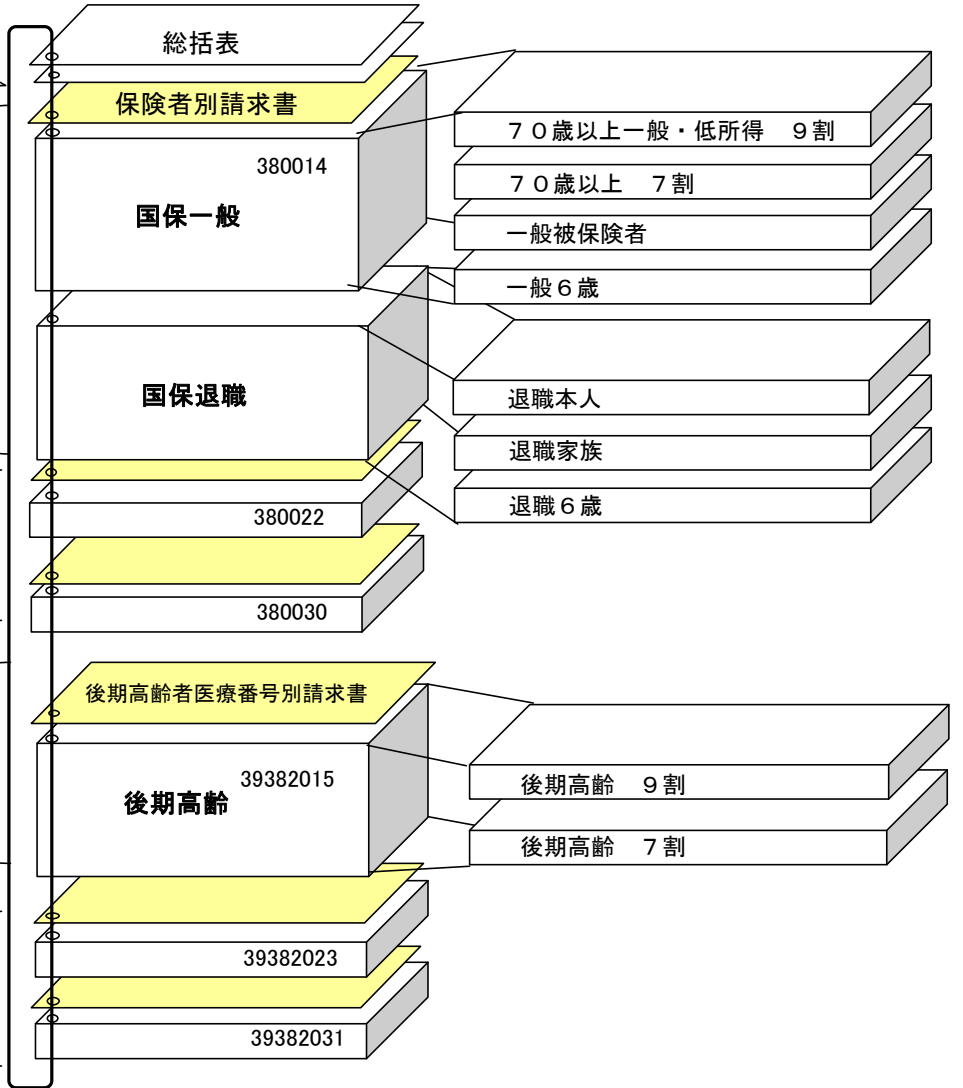 総括表
保険者別請求書
380014
国保一般
７０歳以上一般・低所得　９割
７０歳以上　７割
一般被保険者
一般６歳
国保退職
退職本人
退職家族
退職６歳
380022
380030
後期高齢者医療番号別請求書
39382015
後期高齢
後期高齢　９割
後期高齢　７割
39382023
39382031